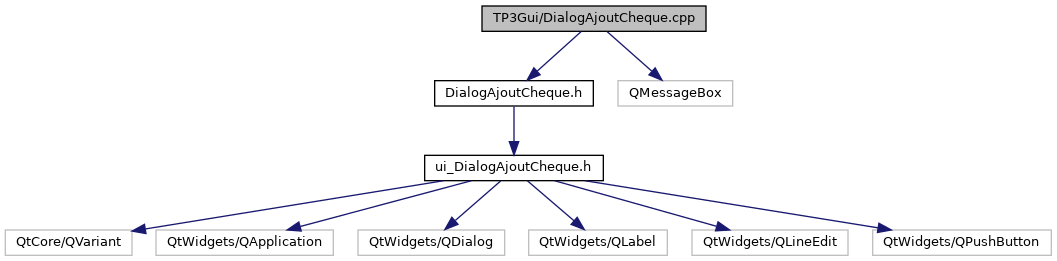 TP3Gui/DialogAjoutCheque.cpp
DialogAjoutCheque.h
QMessageBox
ui_DialogAjoutCheque.h
QtCore/QVariant
QtWidgets/QApplication
QtWidgets/QDialog
QtWidgets/QLabel
QtWidgets/QLineEdit
QtWidgets/QPushButton